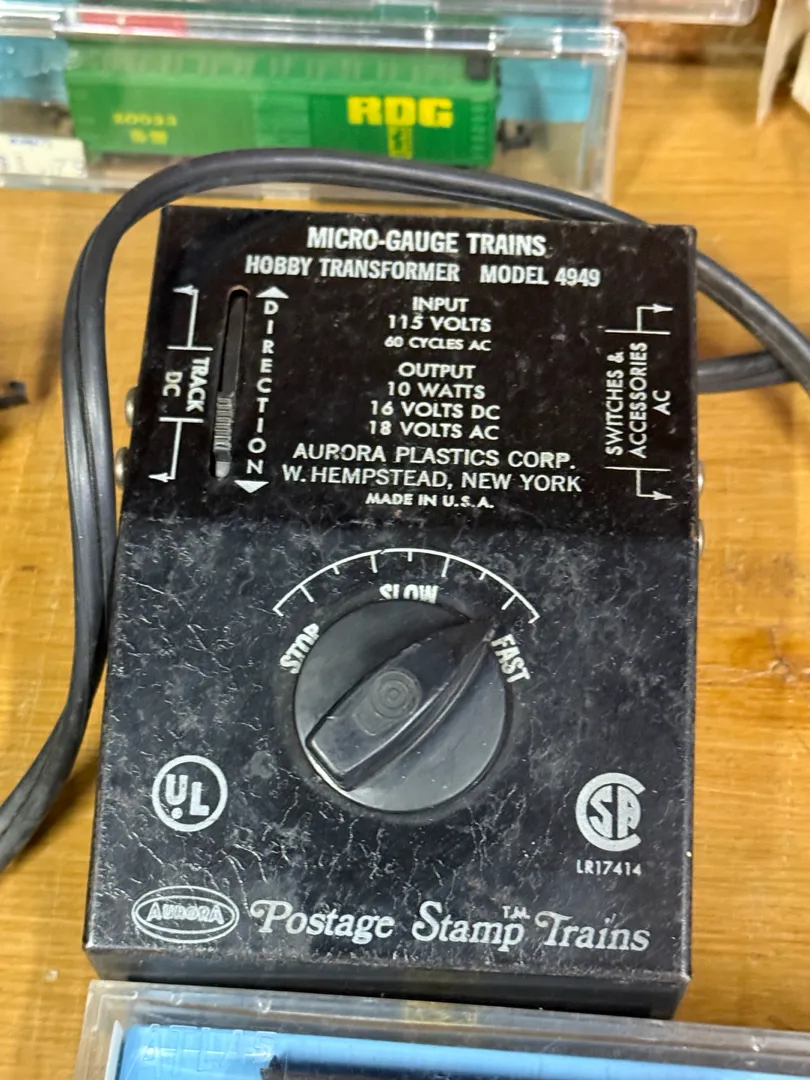 RDG
MICRO-GAUGE TRAINS
HOBBY TRANSFORMER MODEL 4949
INPUT
115 VOLTS
60 CYCLES AC
OUTPUT
10 WATTS
16 VOLTS DC
18 VOLTS AC
AURORA PLASTICS CORP.
W. HEMPSTEAD, NEW YORK
MADE IN U.S.A.
TRACK
DC
DIRECTION
SWITCHES &
ACCESSORIES
AC
STOP
SLOW
FAST
UL
SA
LR17414
AURORA
Postage Stamp T.M. Trains
ATLAS